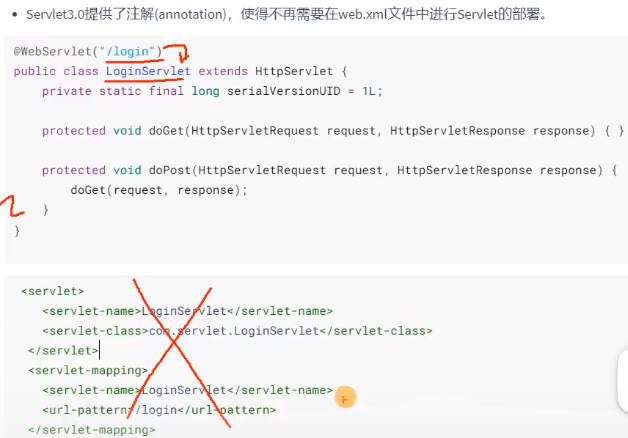 • Servlet3.0提供了注解(annotation)，使得不再需要在web.xml文件中进行Servlet的部署。
@WebServlet("/login")
public class LoginServlet extends HttpServlet {
    private static final long serialVersionUID = 1L;
    protected void doGet(HttpServletRequest request, HttpServletResponse response) { }
    protected void doPost(HttpServletRequest request, HttpServletResponse response) {
        doGet(request, response);
    }
}
<servlet>
    <servlet-name>LoginServlet</servlet-name>
    <servlet-class>com.servlet.LoginServlet</servlet-class>
</servlet>
<servlet-mapping>
    <servlet-name>LoginServlet</servlet-name>
    <url-pattern>/login</url-pattern>
</servlet-mapping>